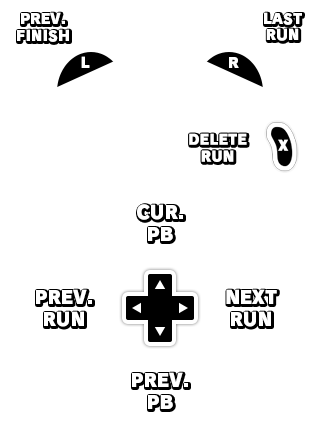 PREV.
FINISH
LAST
RUN
L
R
DELETE
RUN
X
CUR.
PB
PREV.
RUN
NEXT
RUN
PREV.
PB